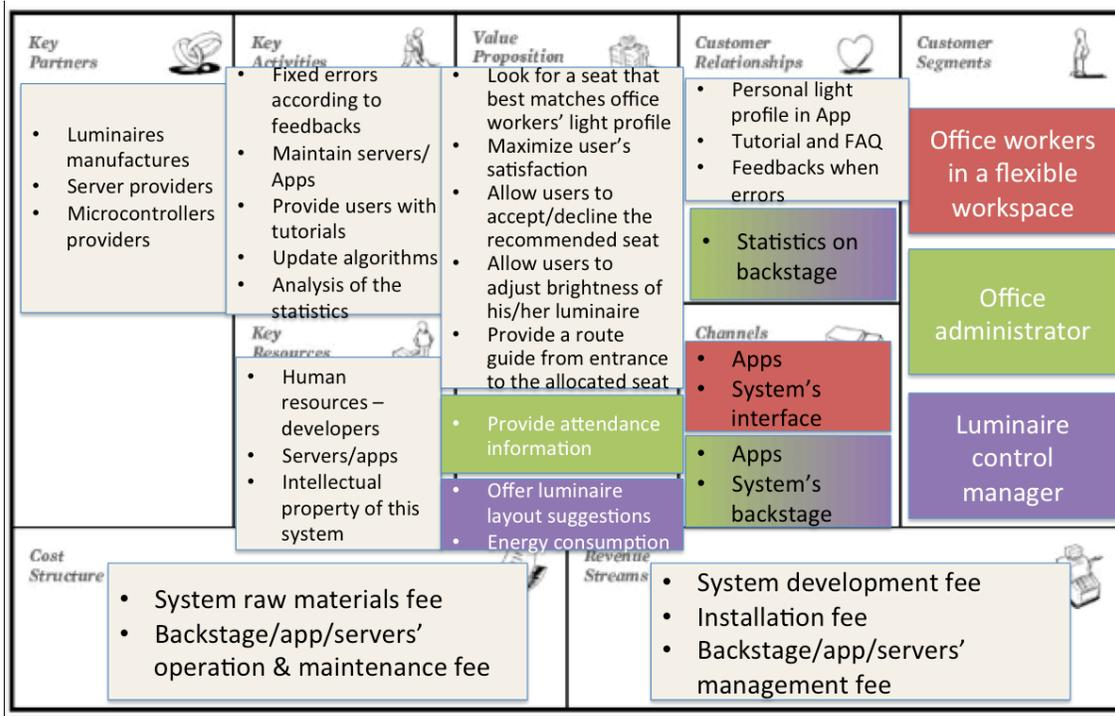 Key
Partners
• Luminaires
manufactures
• Server providers
• Microcontrollers
providers
Key
Activities
• Fixed errors
according to
feedbacks
• Maintain servers/
Apps
• Provide users with
tutorials
• Update algorithms
• Analysis of the
statistics
Key
Resources
• Human
resources –
developers
• Servers/apps
• Intellectual
property of this
system
Value
Proposition
• Look for a seat that
best matches office
workers' light profile
• Maximize user's
satisfaction
• Allow users to
accept/decline the
recommended seat
• Allow users to
adjust brightness of
his/her luminaire
• Provide a route
guide from entrance
to the allocated seat
• Provide attendance
information
• Offer luminaire
layout suggestions
• Energy consumption
Customer
Relationships
• Personal light
profile in App
• Tutorial and FAQ
• Feedbacks when
errors
• Statistics on
backstage
Channels
• Apps
• System's
interface
• Apps
• System's
backstage
Customer
Segments
Office workers
in a flexible
workspace
Office
administrator
Luminaire
control
manager
Cost
Structure
• System raw materials fee
• Backstage/app/servers'
operation & maintenance fee
Revenue
Streams
• System development fee
• Installation fee
• Backstage/app/servers'
management fee